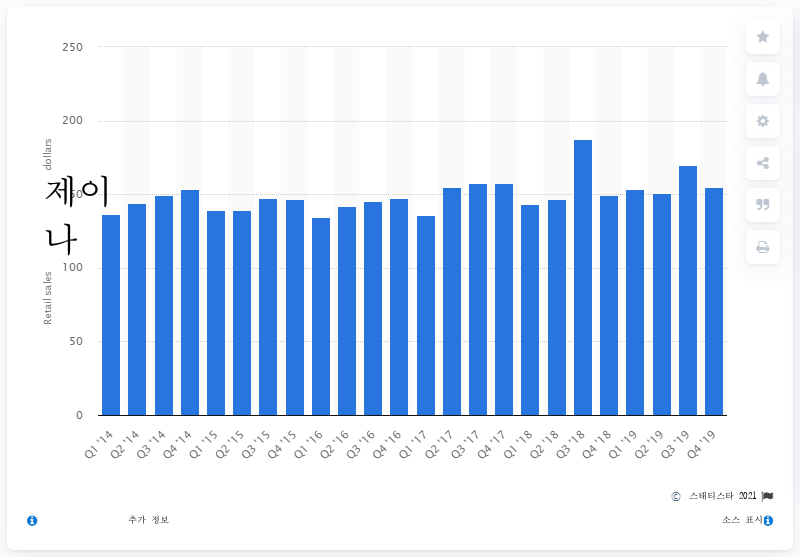 250
200
150
100
50
0
dollars
제이
나
Retail sales
Q1 '14
Q2 '14
Q3 '14
Q4 '14
Q1 '15
Q2 '15
Q3 '15
Q4 '15
Q1 '16
Q2 '16
Q3 '16
Q4 '16
Q1 '17
Q2 '17
Q3 '17
Q4 '17
Q1 '18
Q2 '18
Q3 '18
Q4 '18
Q1 '19
Q2 '19
Q3 '19
Q4 '19
© 스태티스타 2021
추가 정보
소스 표시